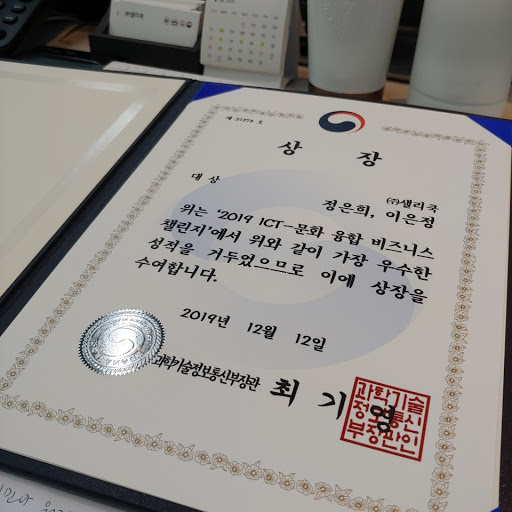 제 51974 호
상 장
대 상
(주)샐리쿡
정은희, 이은정
위는 '2019 ICT-문화 융합 비즈니스
챌린지'에서 위와 같이 가장 우수한
성적을 거두었으므로 이에 상장을
수여합니다.
2019년 12월 12일
과학기술정보통신부장관 최 기 영
과학기술
정보통신
부장관인